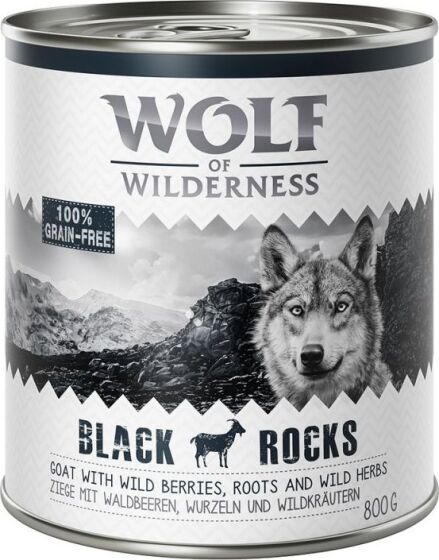 WOLF
OF
WILDERNESS
100%
GRAIN-FREE
BLACK ROCKS
GOAT WITH WILD BERRIES, ROOTS AND WILD HERBS
ZIEGE MIT WALDBEEREN, WURZELN UND WILDKRÄUTERN
800G